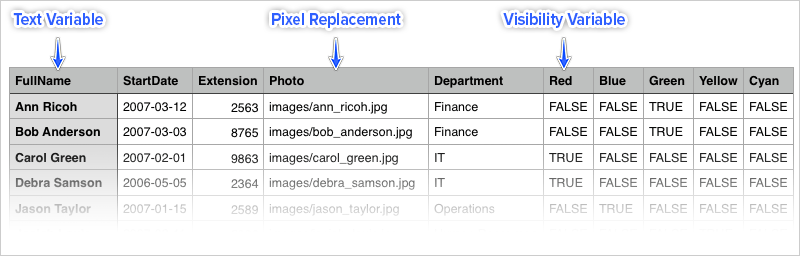 Text Variable Pixel Replacement Visibility Variable
FullName StartDate Extension Photo Department Red Blue Green Yellow Cyan
Ann Ricoh 2007-03-12 2563 images/ann_ricoh.jpg Finance FALSE FALSE TRUE FALSE FALSE
Bob Anderson 2007-03-03 8765 images/bob_anderson.jpg Finance FALSE FALSE TRUE FALSE FALSE
Carol Green 2007-02-01 9863 images/carol_green.jpg IT TRUE FALSE FALSE FALSE FALSE
Debra Samson 2006-05-05 2364 images/debra_samson.jpg IT TRUE FALSE FALSE FALSE FALSE
Jason Taylor 2007-01-15 2589 images/jason_taylor.jpg Operations FALSE TRUE FALSE FALSE FALSE